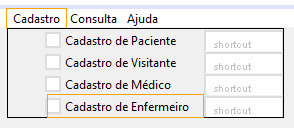 Cadastro Consulta Ajuda
Cadastro de Paciente shortcut
Cadastro de Visitante shortcut
Cadastro de Médico shortcut
Cadastro de Enfermeiro shortcut